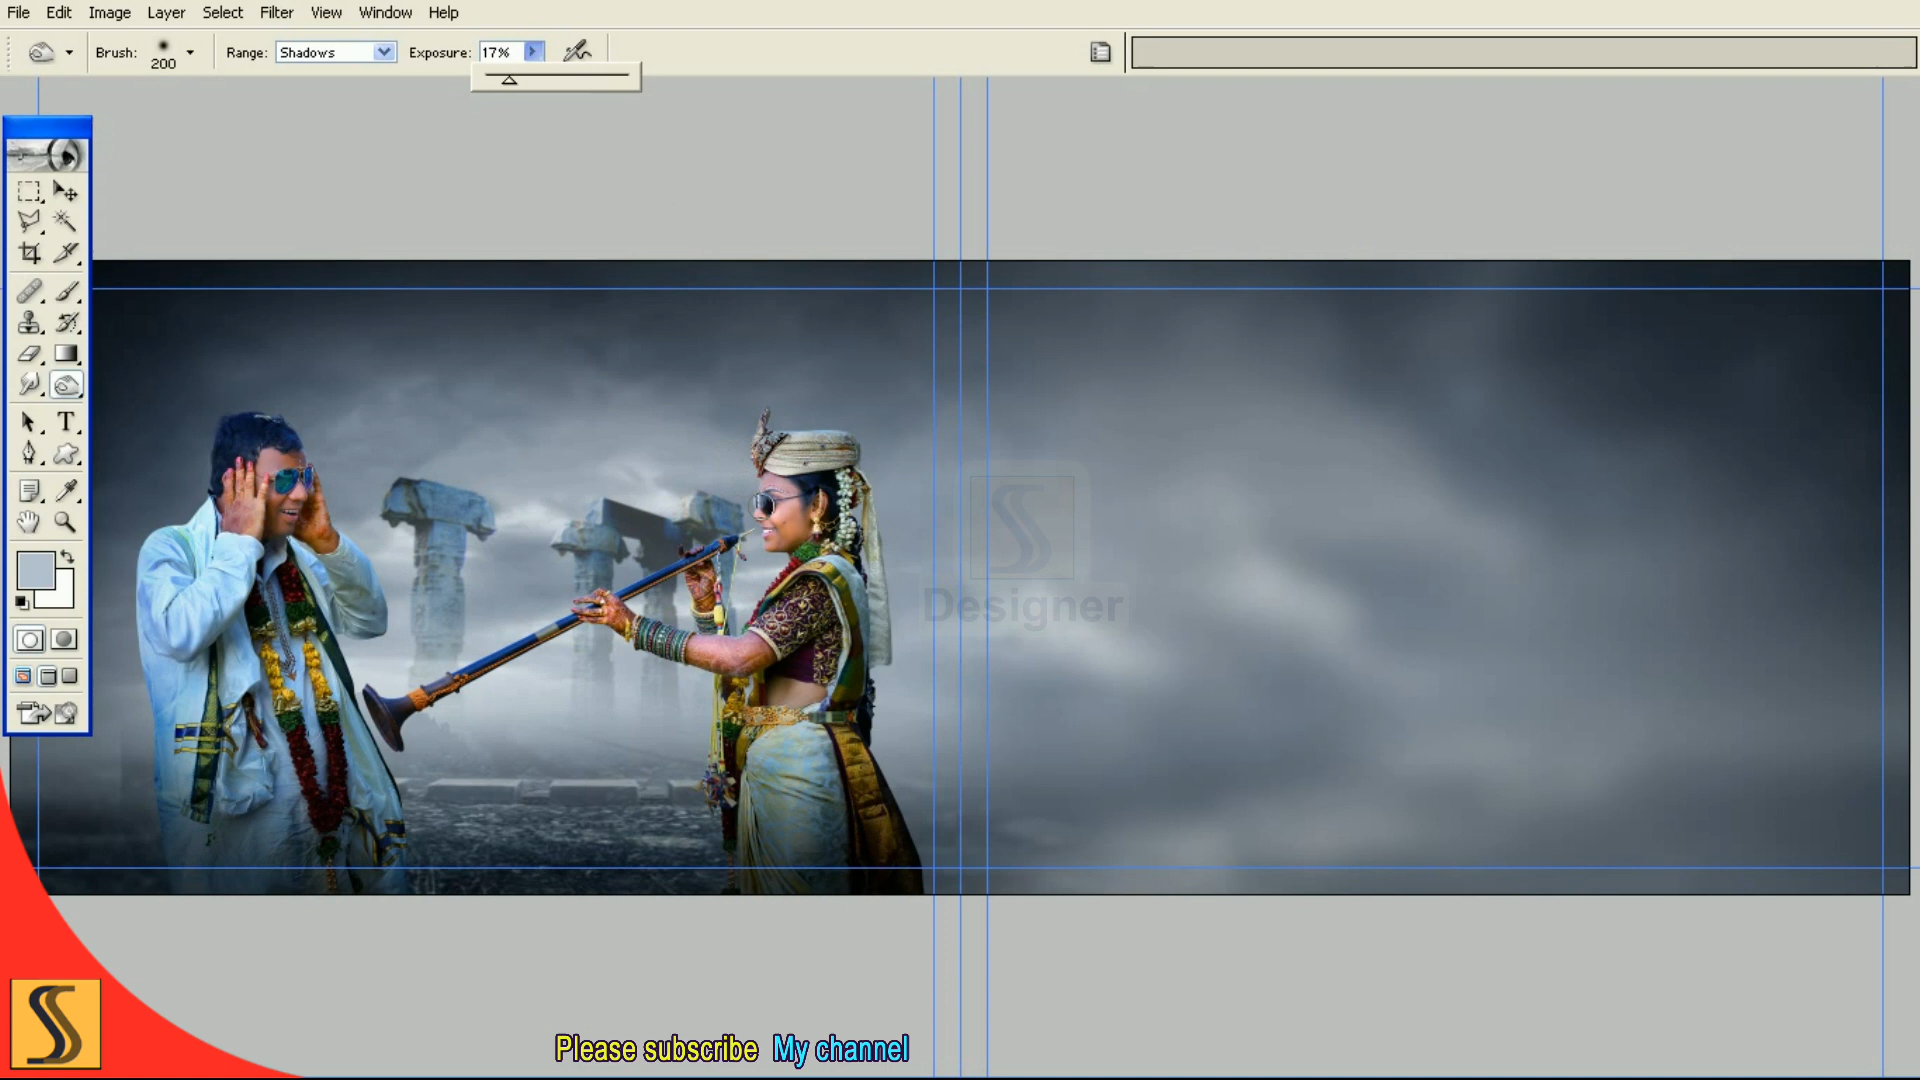 File Edit Image Layer Select Filter View Window Help
Brush: 200 Range: Shadows Exposure: 17%
T
S
Designer
S
Please subscribe My channel